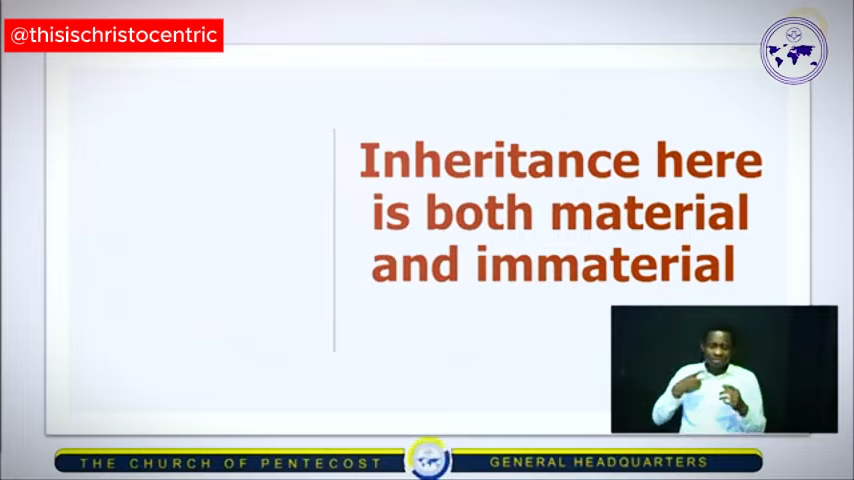 @thisischristocentric
Inheritance here
is both material
and immaterial
THE CHURCH OF PENTECOST
GENERAL HEADQUARTERS